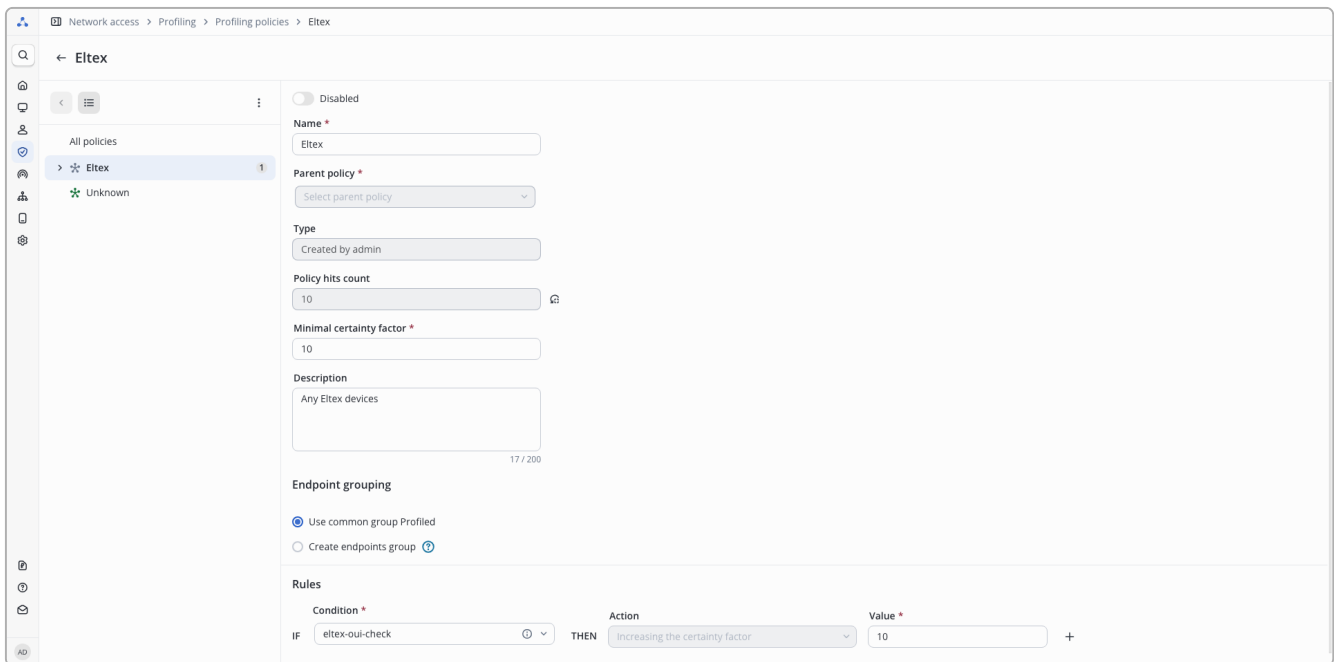 Network access > Profiling > Profiling policies > Eltex
← Eltex
Disabled
All policies
Eltex 1
Unknown
Name *
Eltex
Parent policy *
Select parent policy
Type
Created by admin
Policy hits count
10
Minimal certainty factor *
10
Description
Any Eltex devices
17 / 200
Endpoint grouping
Use common group Profiled
Create endpoints group ?
Rules
Condition * Action Value *
IF eltex-oui-check THEN Increasing the certainty factor 10 +
AD